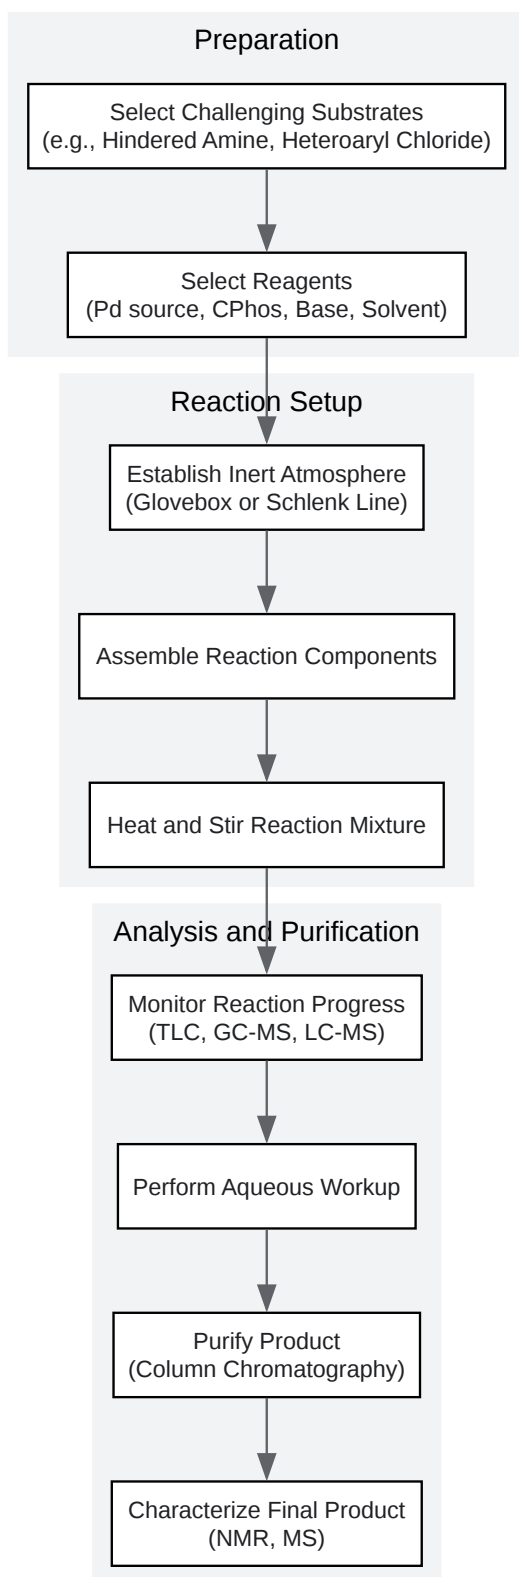 Preparation
Select Challenging Substrates
(e.g., Hindered Amine, Heteroaryl Chloride)
Select Reagents
(Pd source, CPhos, Base, Solvent)
Reaction Setup
Establish Inert Atmosphere
(Glovebox or Schlenk Line)
Assemble Reaction Components
Heat and Stir Reaction Mixture
Analysis and Purification
Monitor Reaction Progress
(TLC, GC-MS, LC-MS)
Perform Aqueous Workup
Purify Product
(Column Chromatography)
Characterize Final Product
(NMR, MS)